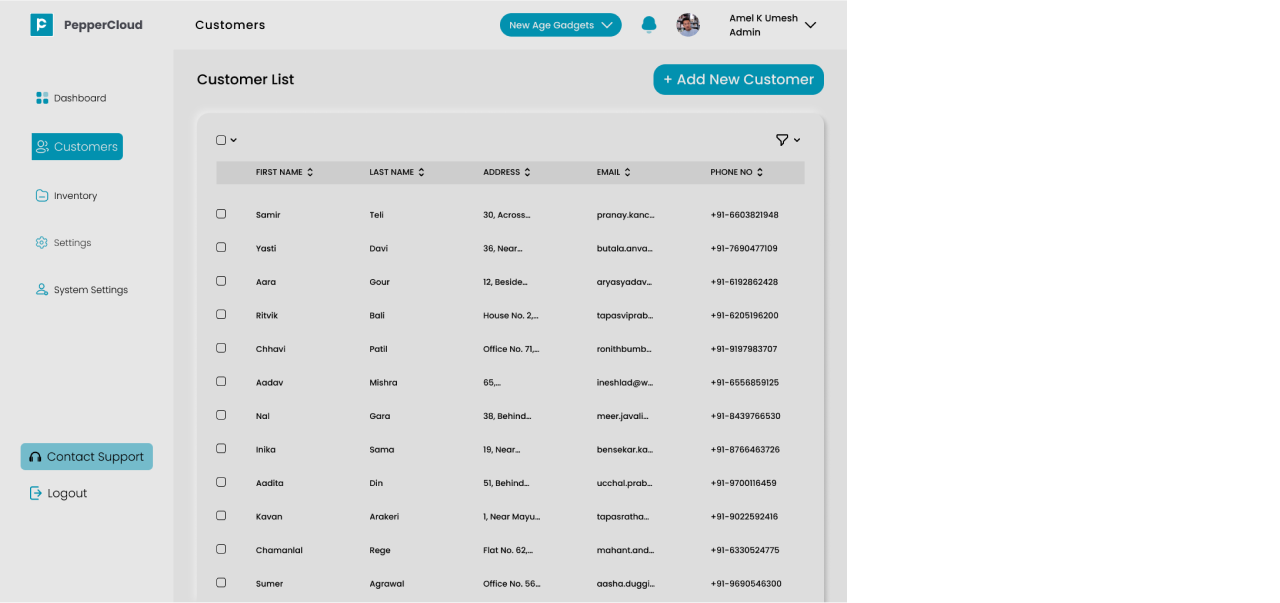 PepperCloud
Customers
New Age Gadgets
Amel K Umesh
Admin
Customer List
+ Add New Customer
Dashboard
Customers
Inventory
Settings
System Settings
Contact Support
Logout
FIRST NAME LAST NAME ADDRESS EMAIL PHONE NO
Samir Teli 30, Across... pranay.kanc... +91-6603821948
Yasti Davi 36, Near... butala.anva... +91-7690477109
Aara Gour 12, Beside... aryasyadav... +91-6192862428
Ritvik Bali House No. 2,... tapasviprab... +91-6205196200
Chhavi Patil Office No. 71,... ronithbumb... +91-9197983707
Aadav Mishra 65,... ineshlad@w... +91-6556859125
Nal Gara 38, Behind... meer.javali... +91-8439766530
Inika Sama 19, Near... bensekar.ka... +91-8766463726
Aadita Din 51, Behind... ucchal.prab... +91-9700116459
Kavan Arakeri 1, Near Mayu... tapasratha... +91-9022592416
Chamanlal Rege Flat No. 62,... mahant.and... +91-6330524775
Sumer Agrawal Office No. 56... aasha.duggi... +91-9690546300